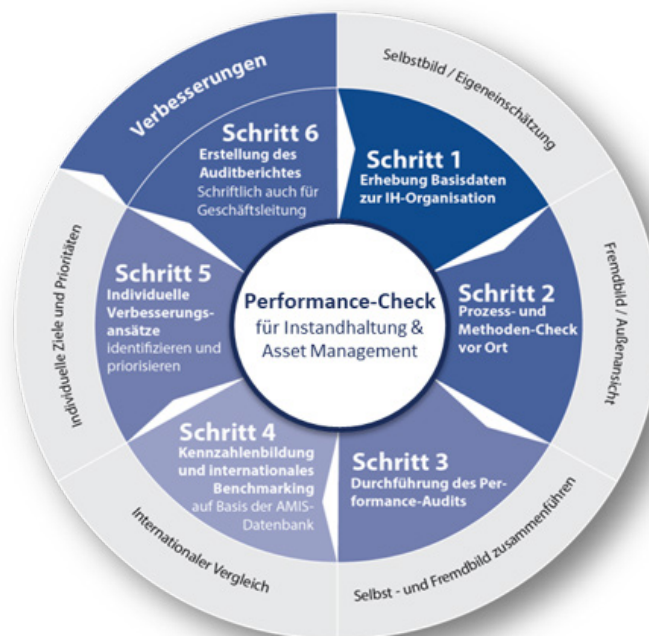 Performance-Check
für Instandhaltung &
Asset Management
Schritt 1
Erhebung Basisdaten
zur IH-Organisation
Selbstbild / Eigeneinschätzung
Schritt 2
Prozess- und
Methoden-Check
vor Ort
Fremdbild / Außenansicht
Schritt 3
Durchführung des Per-
formance-Audits
Selbst - und Fremdbild zusammenführen
Schritt 4
Kennzahlenbildung
und internationales
Benchmarking
auf Basis der AMIS-
Datenbank
Internationaler Vergleich
Schritt 5
Individuelle
Verbesserungs-
ansätze
identifizieren und
priorisieren
Individuelle Ziele und Prioritäten
Schritt 6
Erstellung des
Auditberichtes
Schriftlich auch für
Geschäftsleitung
Verbesserungen